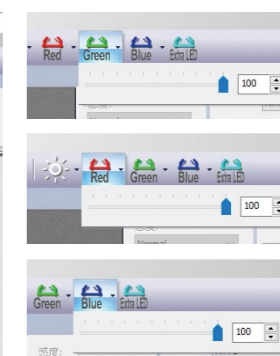 Red Green Blue Extra LED
100
Red Green Blue Extra LED
100
Normal
Green Blue Extra LED
100
感度: